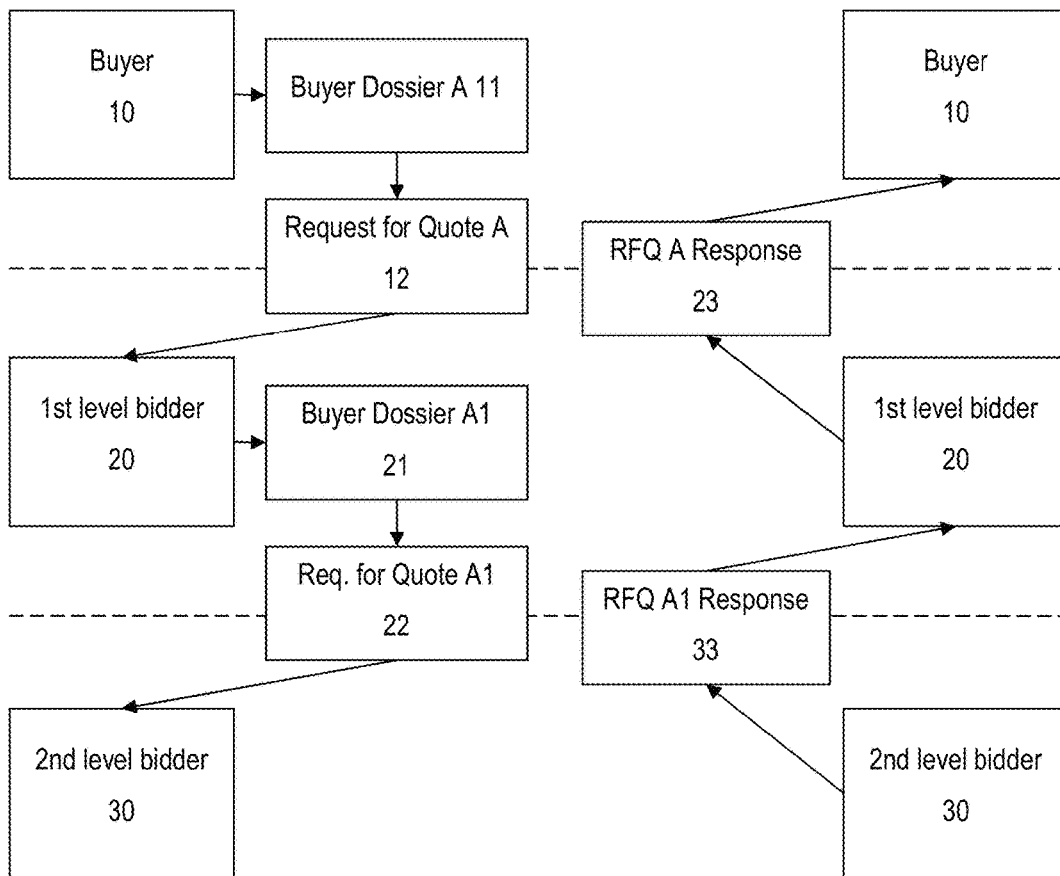 Buyer
10
Buyer Dossier A 11
Buyer
10
Request for Quote A
12
RFQ A Response
23
1st level bidder
20
Buyer Dossier A1
21
1st level bidder
20
Req. for Quote A1
22
RFQ A1 Response
33
2nd level bidder
30
2nd level bidder
30